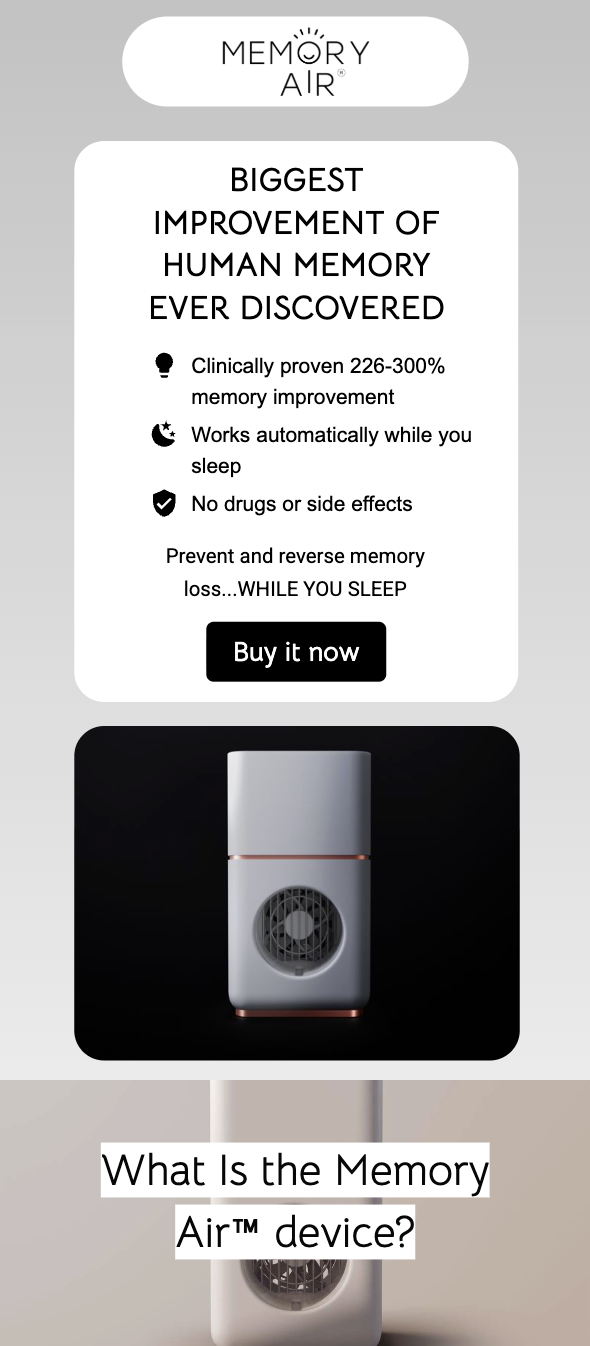 MEMORY
AIR®
BIGGEST
IMPROVEMENT OF
HUMAN MEMORY
EVER DISCOVERED
Clinically proven 226-300%
memory improvement
Works automatically while you
sleep
No drugs or side effects
Prevent and reverse memory
loss...WHILE YOU SLEEP
Buy it now
What Is the Memory
Air™ device?